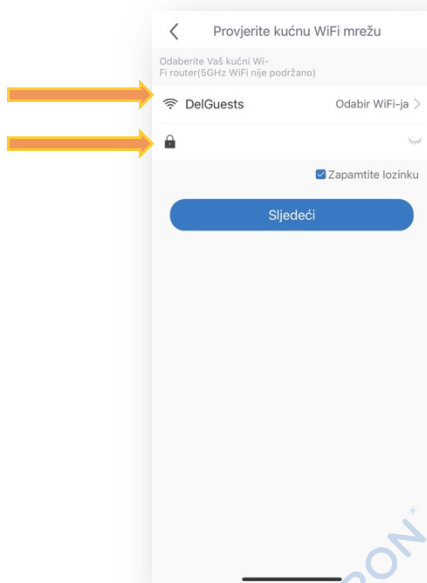 Provjerite kućnu WiFi mrežu
Odaberite Vaš kućni Wi-
Fi router(5GHz WiFi nije podržano)
DelGuests Odabir WiFi-ja >
Zapamtite lozinku
Sljedeći